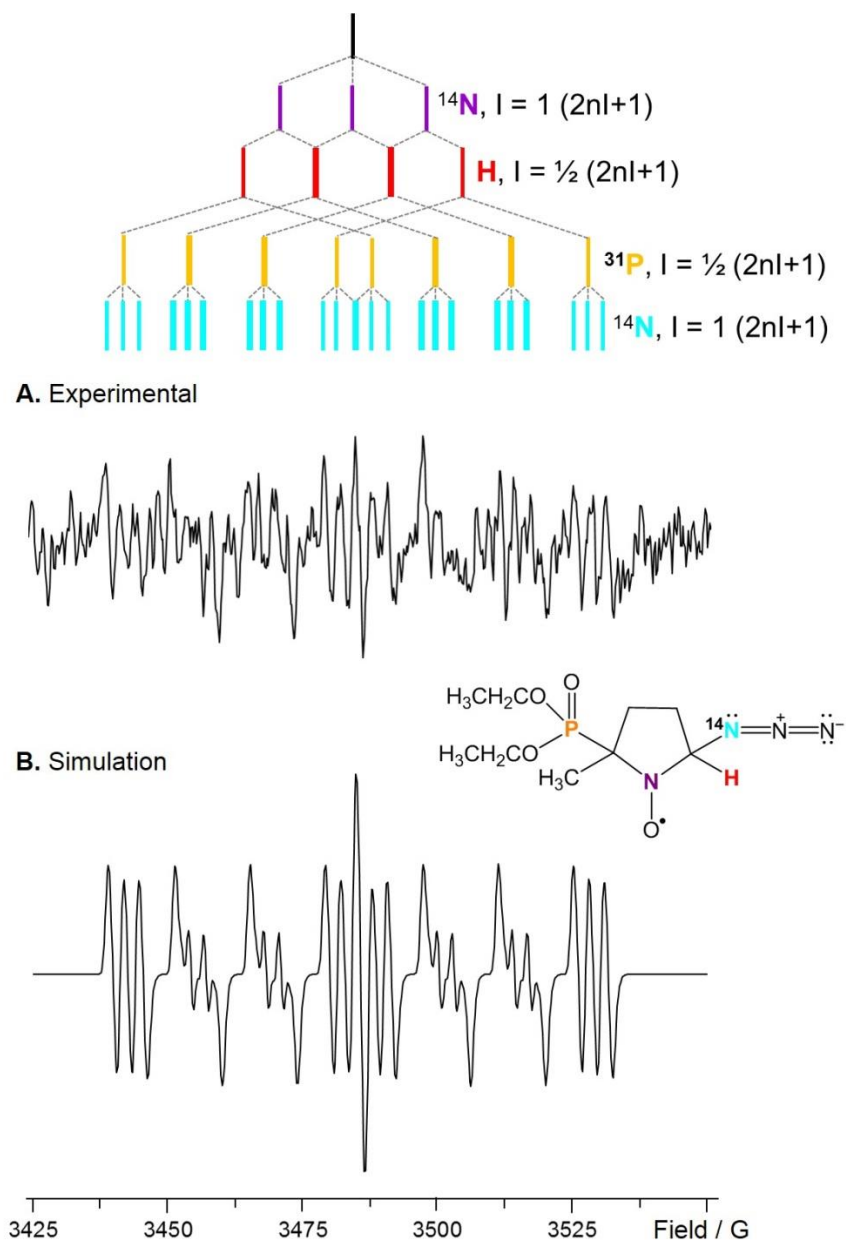 ¹⁴N, I = 1 (2nI+1)
H, I = ½ (2nI+1)
³¹P, I = ½ (2nI+1)
¹⁴N, I = 1 (2nI+1)
A. Experimental
O
H₃CH₂CO
P
¹⁴N N⁺ N⁻
H₃CH₂CO
H₃C
N
H
O•
B. Simulation
3425 3450 3475 3500 3525 Field / G